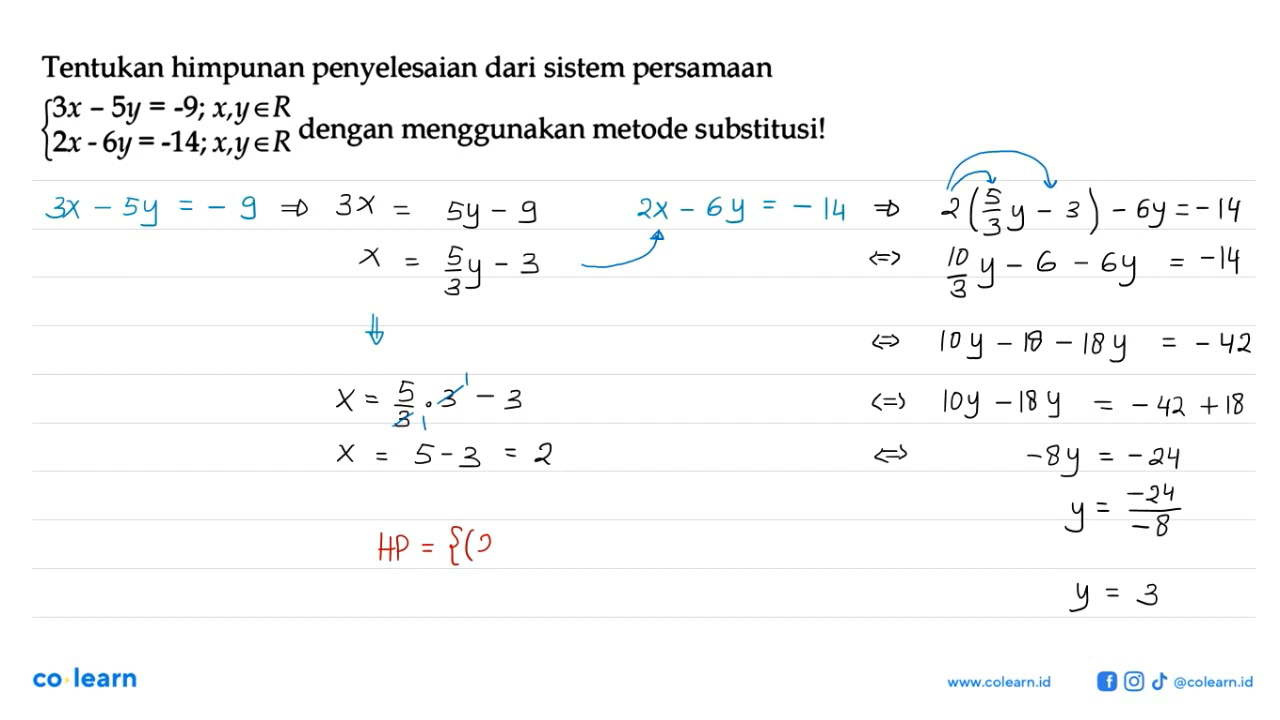 Tentukan himpunan penyelesaian dari sistem persamaan
{3x – 5y = -9; x,y∈R
2x - 6y = -14; x,y∈R dengan menggunakan metode substitusi!
3x – 5y = – 9 ⇒ 3x = 5y – 9
x = 5/3 y – 3
⇓
x = 5/3 . 3 – 3
1
1
x = 5 – 3 = 2
HP = {(2
2x – 6y = – 14 ⇒ 2(5/3 y – 3) – 6y = – 14
⇔ 10/3 y – 6 – 6y = –14
⇔ 10y – 18 – 18y = – 42
⇔ 10y – 18y = – 42 + 18
⇔ –8y = – 24
y = –24/–8
y = 3
co·learn
www.colearn.id
@colearn.id